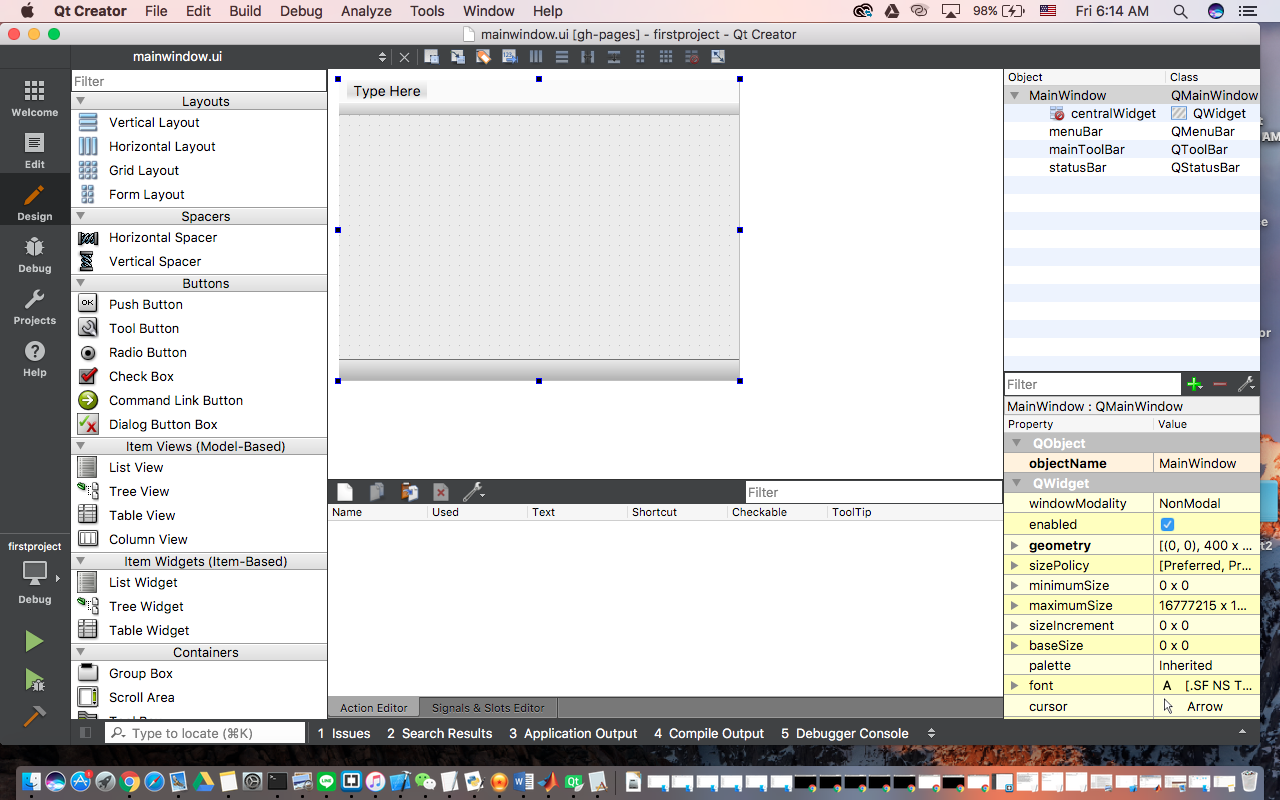 Qt Creator File Edit Build Debug Analyze Tools Window Help 98% Fri 6:14 AM
mainwindow.ui [gh-pages] - firstproject - Qt Creator
mainwindow.ui
Welcome
Edit
Design
Debug
Projects
Help
firstproject
Debug
Filter
Layouts
Vertical Layout
Horizontal Layout
Grid Layout
Form Layout
Spacers
Horizontal Spacer
Vertical Spacer
Buttons
Push Button
OK
Tool Button
Radio Button
Check Box
Command Link Button
Dialog Button Box
Item Views (Model-Based)
List View
Tree View
Table View
Column View
Item Widgets (Item-Based)
List Widget
Tree Widget
Table Widget
Containers
Group Box
Scroll Area
Type Here
Filter
Name Used Text Shortcut Checkable ToolTip
Action Editor Signals & Slots Editor
Object Class
MainWindow QMainWindow
centralWidget QWidget
menuBar QMenuBar
mainToolBar QToolBar
statusBar QStatusBar
Filter
MainWindow : QMainWindow
Property Value
QObject
objectName MainWindow
QWidget
windowModality NonModal
enabled
geometry [(0, 0), 400 x ...
sizePolicy [Preferred, Pr...
minimumSize 0 x 0
maximumSize 16777215 x 1...
sizeIncrement 0 x 0
baseSize 0 x 0
palette Inherited
font A [.SF NS T...
cursor Arrow
Type to locate (⌘K) 1 Issues 2 Search Results 3 Application Output 4 Compile Output 5 Debugger Console